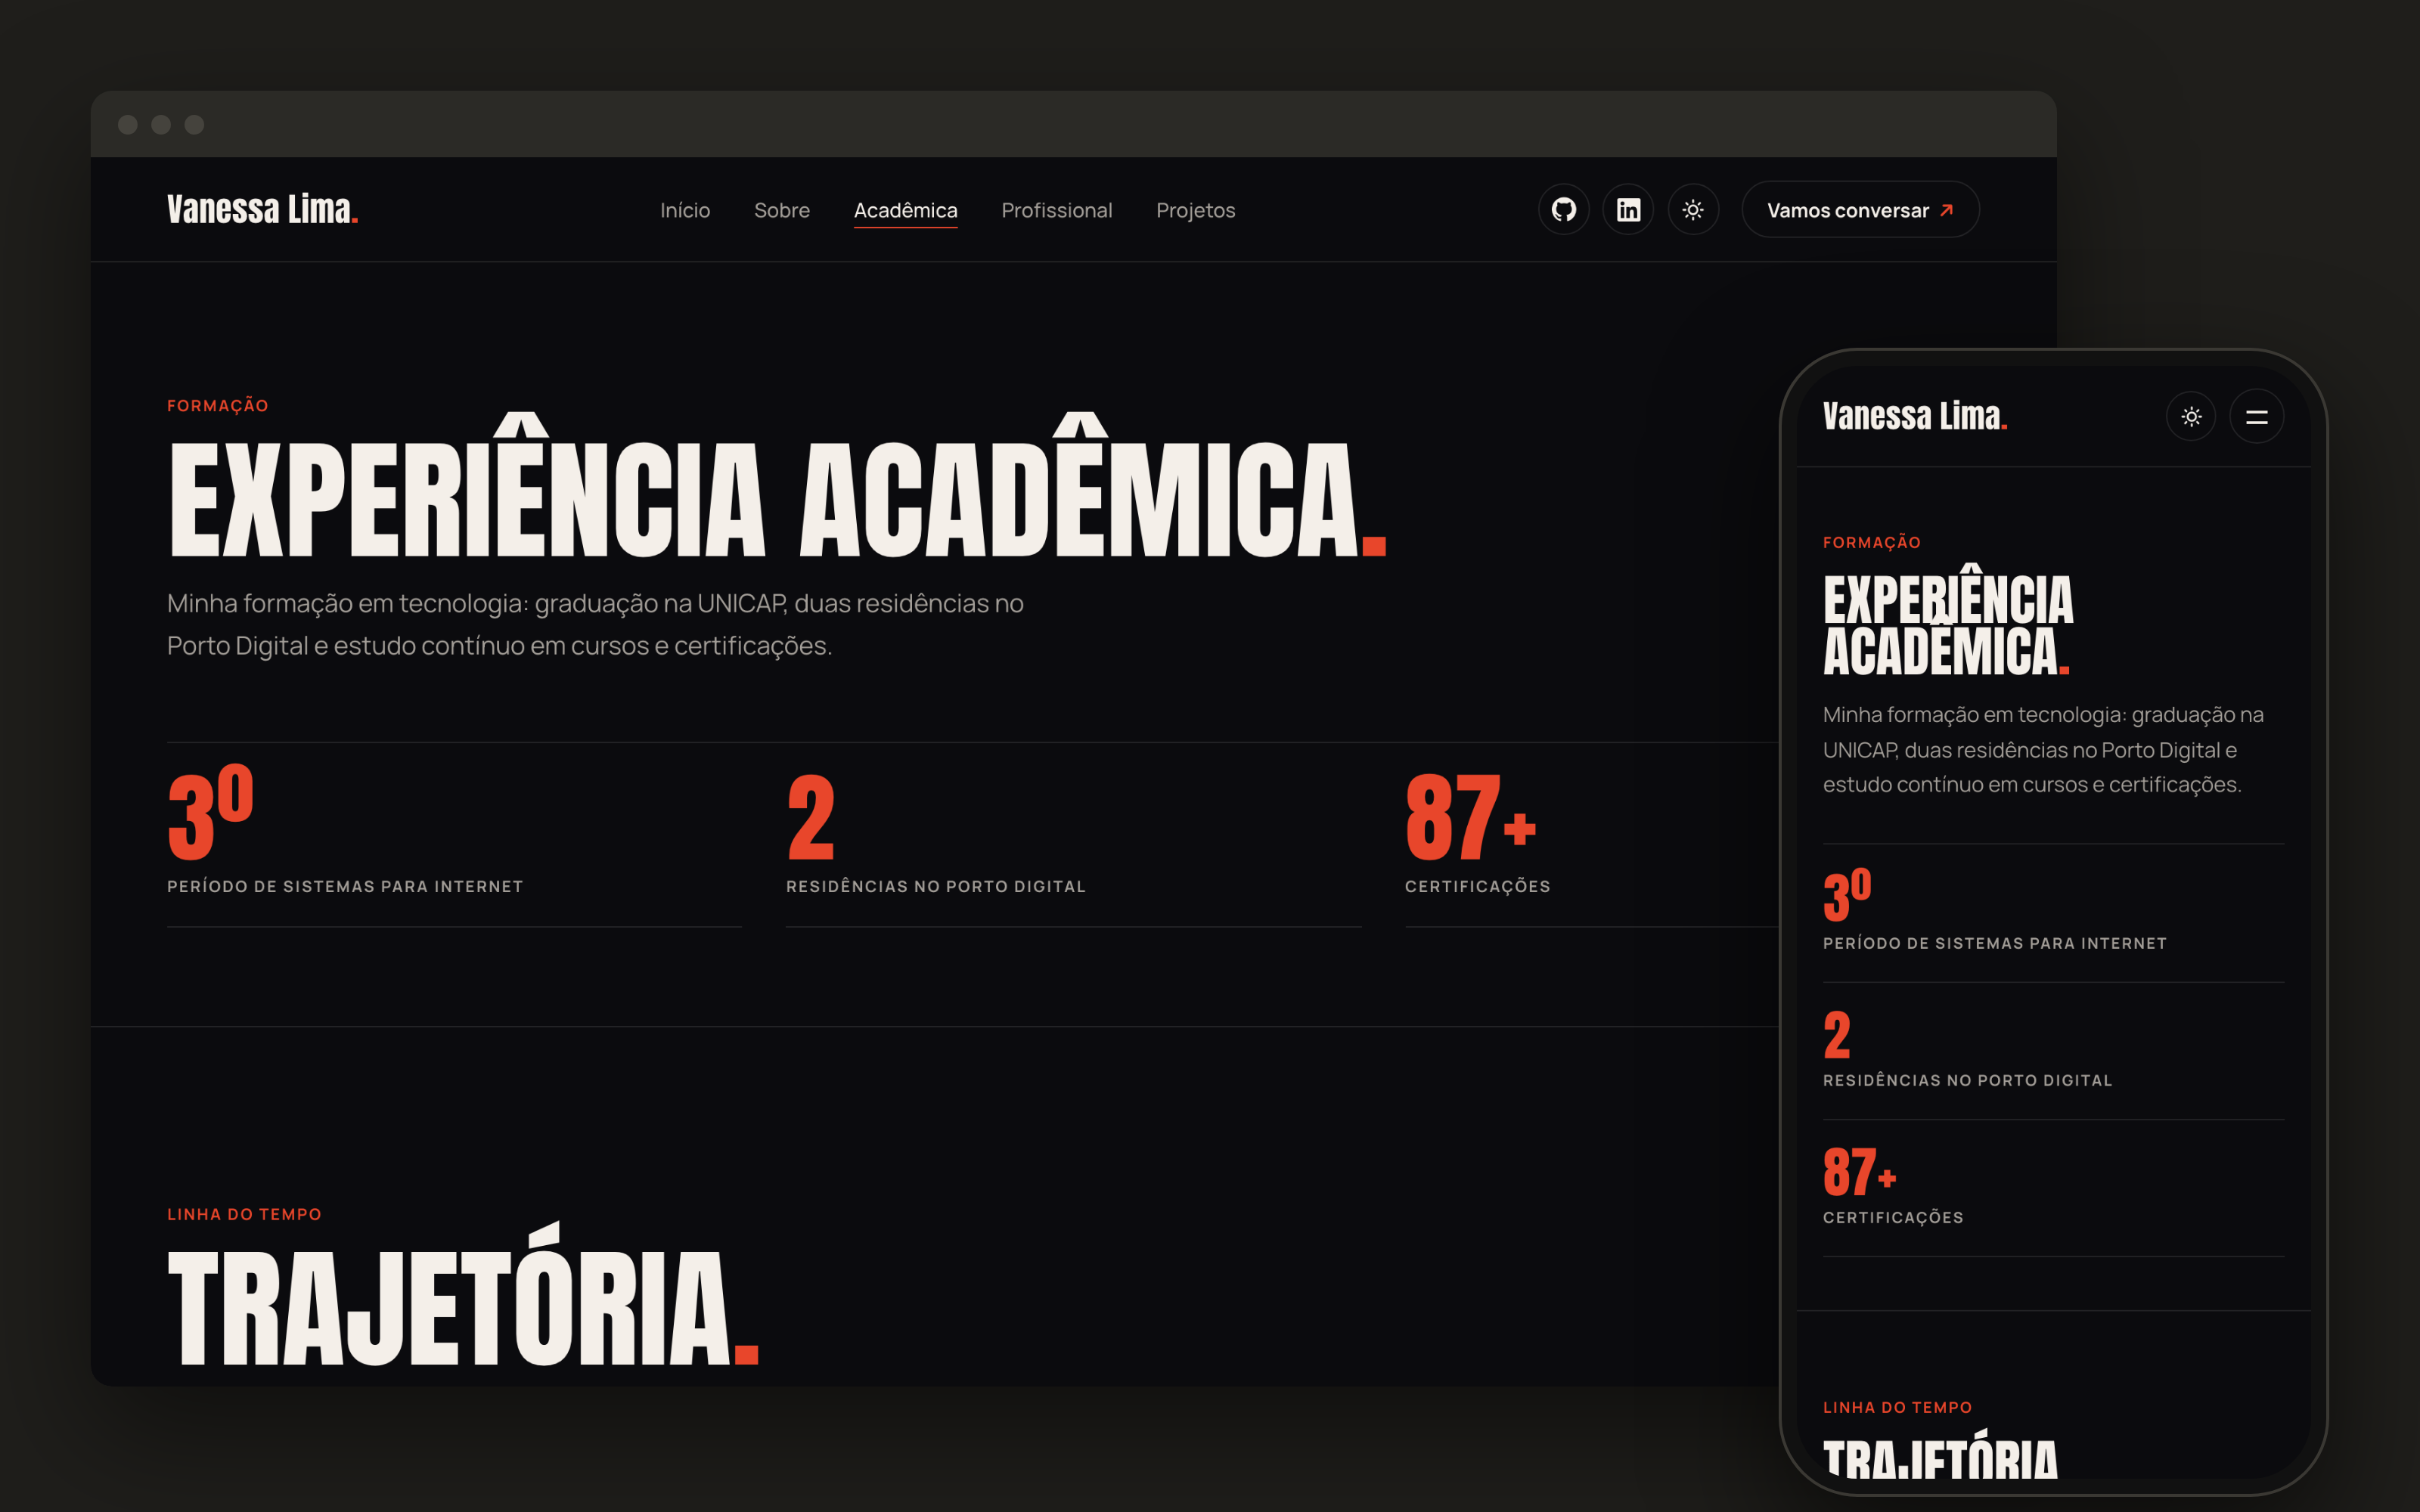 Vanessa Lima.
Início Sobre Acadêmica Profissional Projetos
Vamos conversar
FORMAÇÃO
EXPERIÊNCIA ACADÊMICA.
Minha formação em tecnologia: graduação na UNICAP, duas residências no
Porto Digital e estudo contínuo em cursos e certificações.
3º
PERÍODO DE SISTEMAS PARA INTERNET
2
RESIDÊNCIAS NO PORTO DIGITAL
87+
CERTIFICAÇÕES
LINHA DO TEMPO
TRAJETÓRIA.
Vanessa Lima.
FORMAÇÃO
EXPERIÊNCIA
ACADÊMICA.
Minha formação em tecnologia: graduação na
UNICAP, duas residências no Porto Digital e
estudo contínuo em cursos e certificações.
3º
PERÍODO DE SISTEMAS PARA INTERNET
2
RESIDÊNCIAS NO PORTO DIGITAL
87+
CERTIFICAÇÕES
LINHA DO TEMPO
TRAJETÓRIA